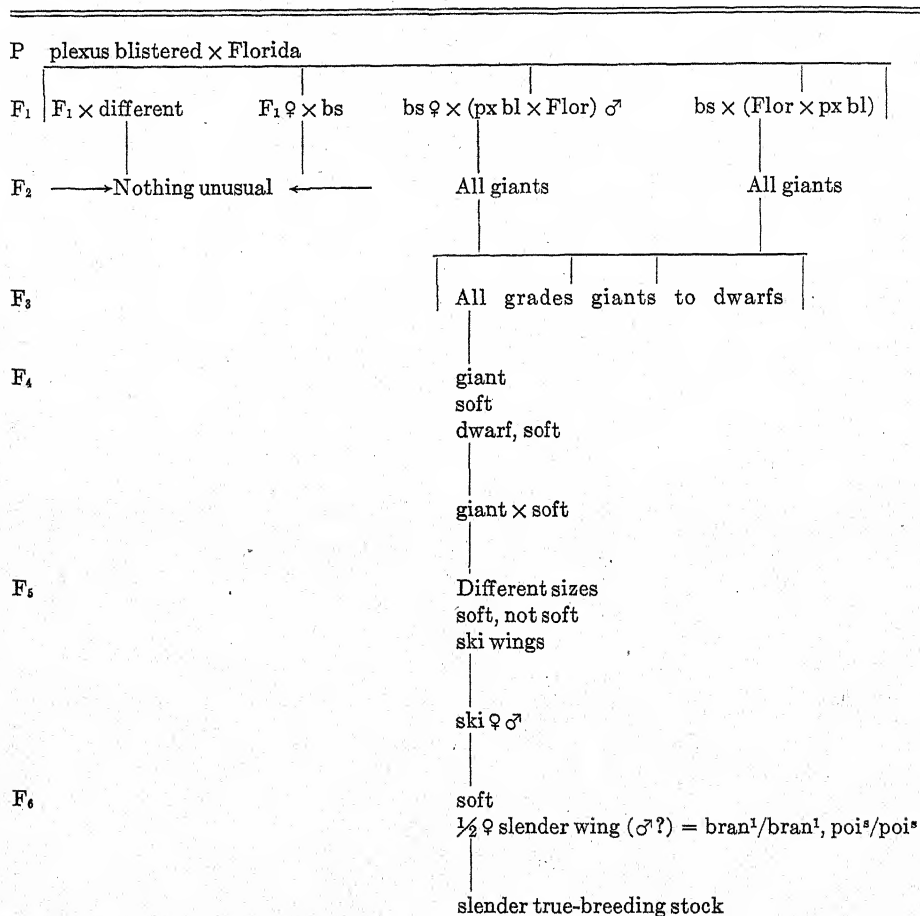 P plexus blistered × Florida
F₁ F₁ × different F₁ ♀ × bs bs ♀ × (px bl × Flor) ♂ bs × (Flor × px bl)
F₂ Nothing unusual All giants All giants
F₃ All grades giants to dwarfs
F₄ giant
soft
dwarf, soft
giant × soft
F₅ Different sizes
soft, not soft
ski wings
ski ♀ ♂
F₆ soft
½ ♀ slender wing (♂?) = bran¹/bran¹, poiˢ/poiˢ
slender true-breeding stock